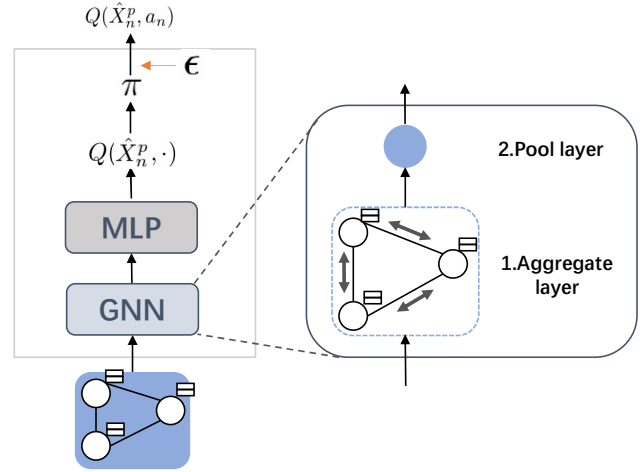 Q(X̂ₙᵖ, aₙ)
ϵ
π
Q(X̂ₙᵖ, ·)
MLP
GNN
2.Pool layer
1.Aggregate
layer